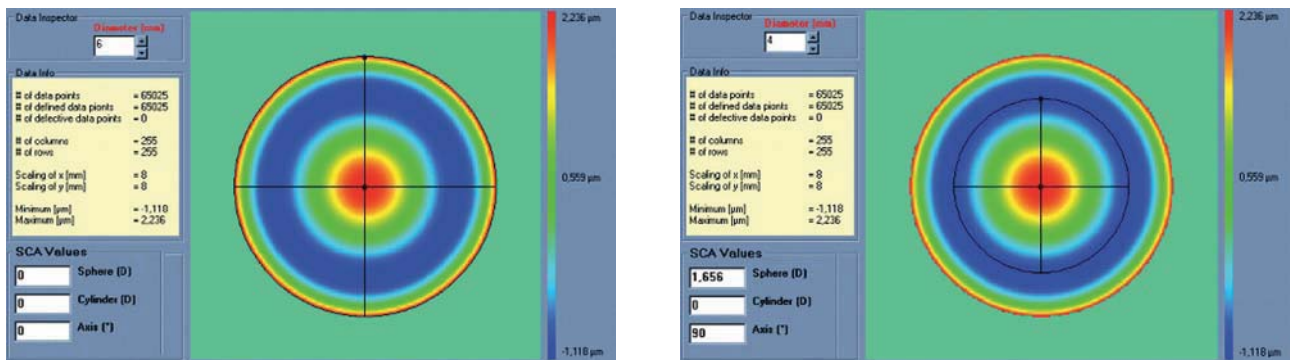 Data Inspector
Diameter [mm]
6
Data Info
# of data points = 65025
# of defined data pionts = 65025
# of defective data points = 0
# of columns = 255
# of rows = 255
Scaling of x [mm] = 8
Scaling of y [mm] = 8
Minimum [µm] = -1,118
Maximum [µm] = 2,236
SCA Values
0 Sphere (D)
0 Cylinder (D)
0 Axis (°)
2,236 µm
0,559 µm
-1,118 µm
Data Inspector
Diameter [mm]
4
Data Info
# of data points = 65025
# of defined data pionts = 65025
# of defective data points = 0
# of columns = 255
# of rows = 255
Scaling of x [mm] = 8
Scaling of y [mm] = 8
Minimum [µm] = -1,118
Maximum [µm] = 2,236
SCA Values
1,656 Sphere (D)
0 Cylinder (D)
90 Axis (°)
2,236 µm
0,559 µm
-1,118 µm